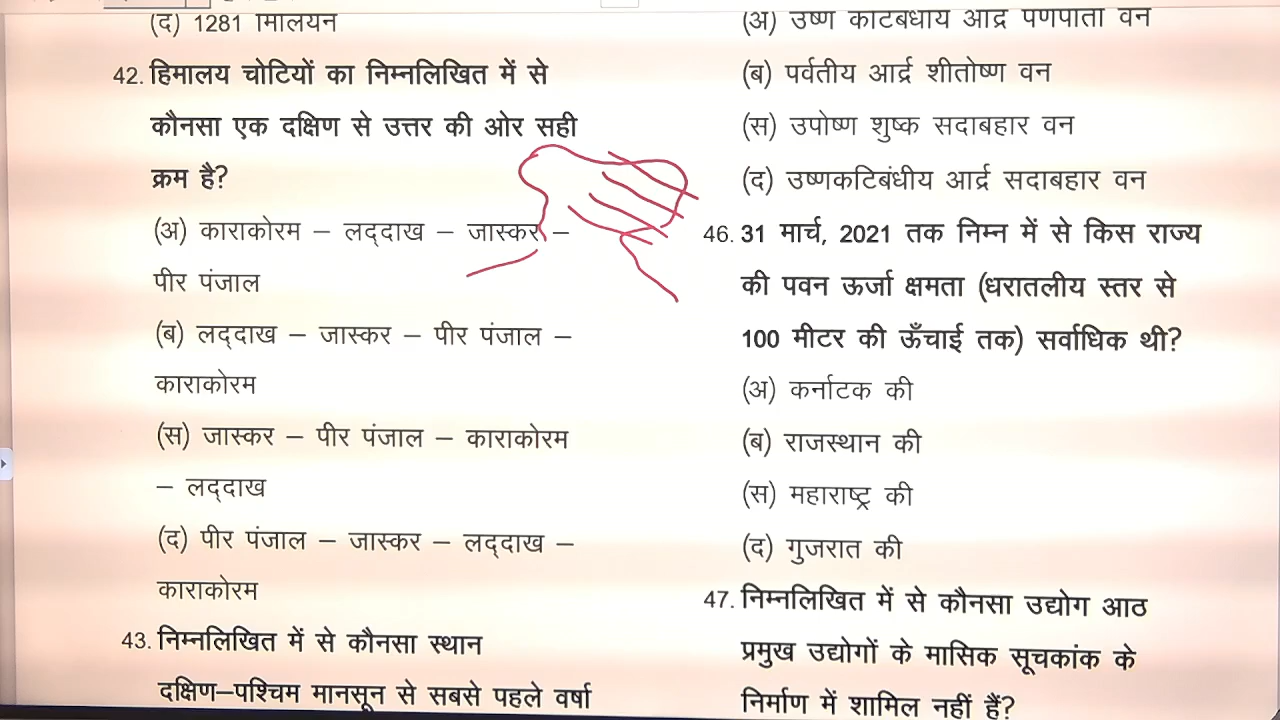 (द) 1281 मिलियन
42. हिमालय चोटियों का निम्नलिखित में से
कौनसा एक दक्षिण से उत्तर की ओर सही
क्रम है?
(अ) काराकोरम – लद्दाख – जास्कर –
पीर पंजाल
(ब) लद्दाख – जास्कर – पीर पंजाल –
काराकोरम
(स) जास्कर – पीर पंजाल – काराकोरम
– लद्दाख
(द) पीर पंजाल – जास्कर – लद्दाख –
काराकोरम
43. निम्नलिखित में से कौनसा स्थान
दक्षिण–पश्चिम मानसून से सबसे पहले वर्षा
(अ) उष्ण कटिबंधीय आर्द्र पर्णपाती वन
(ब) पर्वतीय आर्द्र शीतोष्ण वन
(स) उपोष्ण शुष्क सदाबहार वन
(द) उष्णकटिबंधीय आर्द्र सदाबहार वन
46. 31 मार्च, 2021 तक निम्न में से किस राज्य
की पवन ऊर्जा क्षमता (धरातलीय स्तर से
100 मीटर की ऊँचाई तक) सर्वाधिक थी?
(अ) कर्नाटक की
(ब) राजस्थान की
(स) महाराष्ट्र की
(द) गुजरात की
47. निम्नलिखित में से कौनसा उद्योग आठ
प्रमुख उद्योगों के मासिक सूचकांक के
निर्माण में शामिल नहीं हैं?